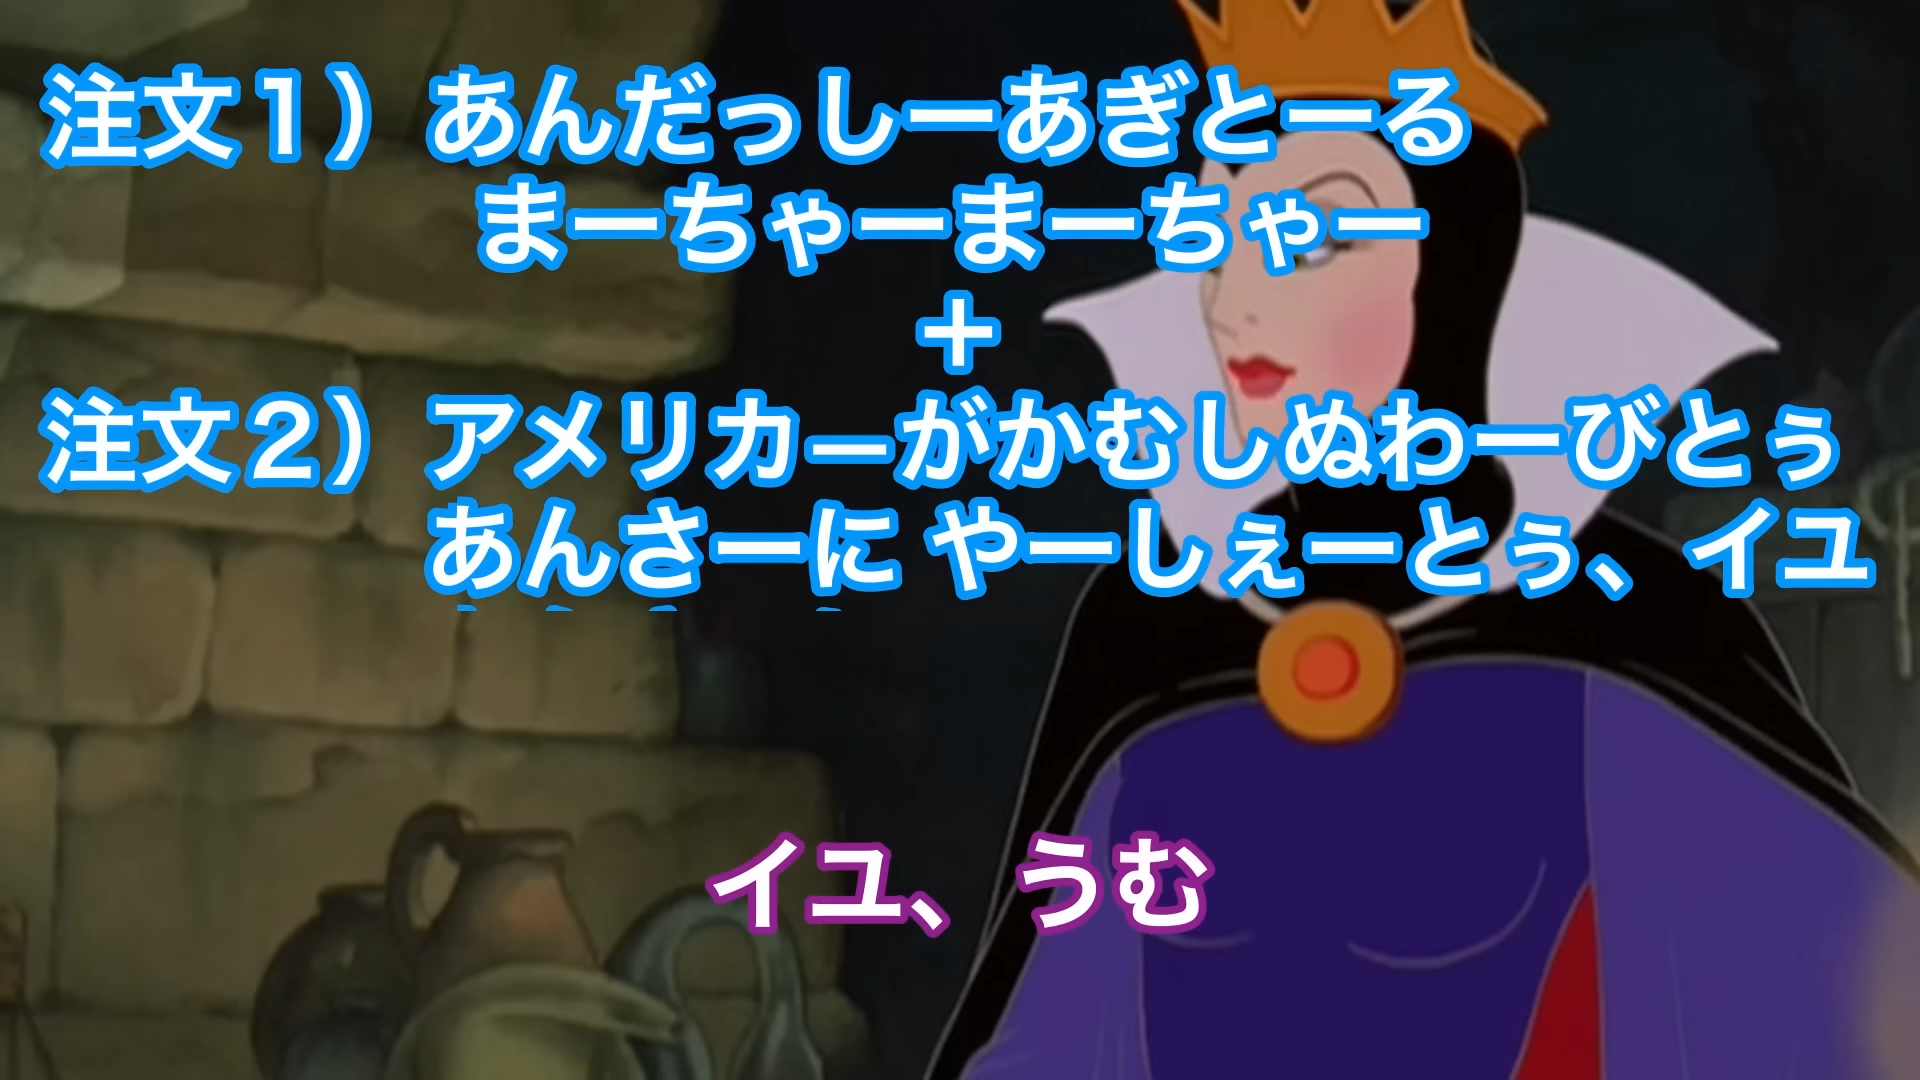 注文１）あんだっしーあぎとーる
まーちゃーまーちゃー
＋
注文２）アメリカーがかむしぬわーびとぅ
あんさーに やーしぇーとぅ、イユ
イユ、うむ